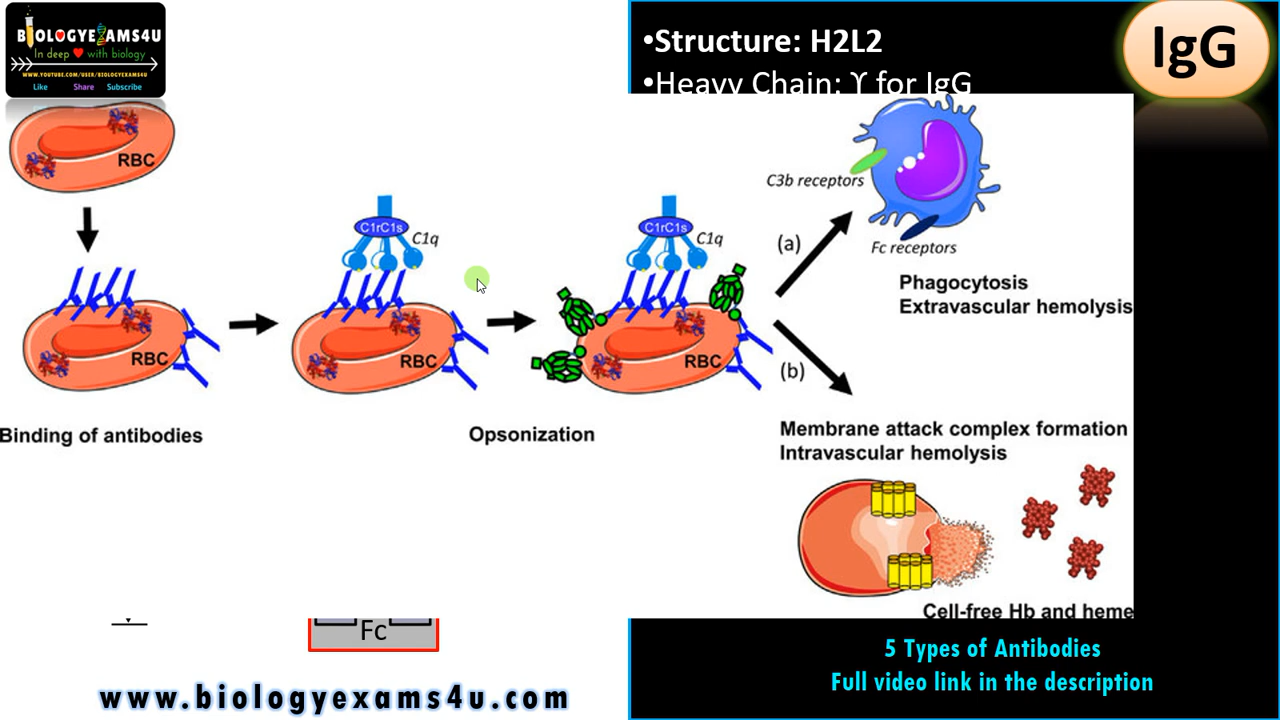 BIOLOGYEXAMS4U
In deep with biology
WWW.YOUTUBE.COM/USER/BIOLOGYEXAMS4U
Like Share Subscribe
•Structure: H2L2
•Heavy Chain: ϒ for IgG
IgG
RBC
C1rC1s
C1q
C1rC1s
C1q
(a)
C3b receptors
Fc receptors
Phagocytosis
Extravascular hemolysis
RBC
RBC
RBC
(b)
Binding of antibodies
Opsonization
Membrane attack complex formation
Intravascular hemolysis
Cell-free Hb and heme
Fc
5 Types of Antibodies
Full video link in the description
www.biologyexams4u.com